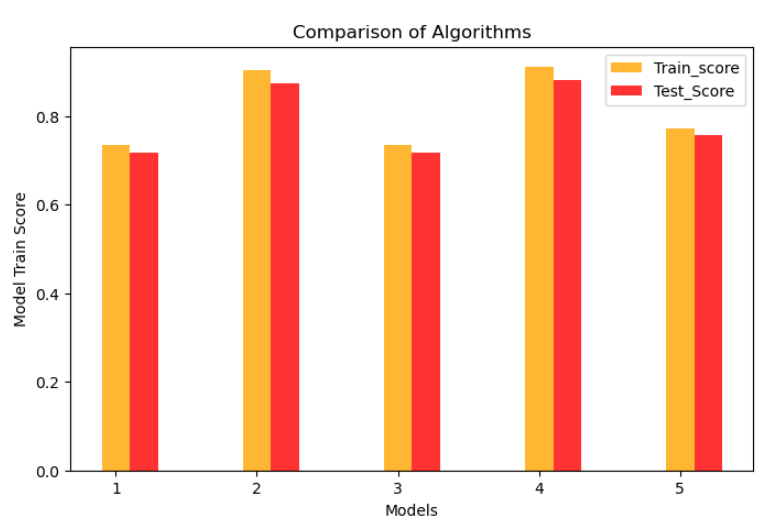 Comparison of Algorithms
Train_score
Test_Score
Model Train Score
0.8
0.6
0.4
0.2
0.0
1 2 3 4 5
Models